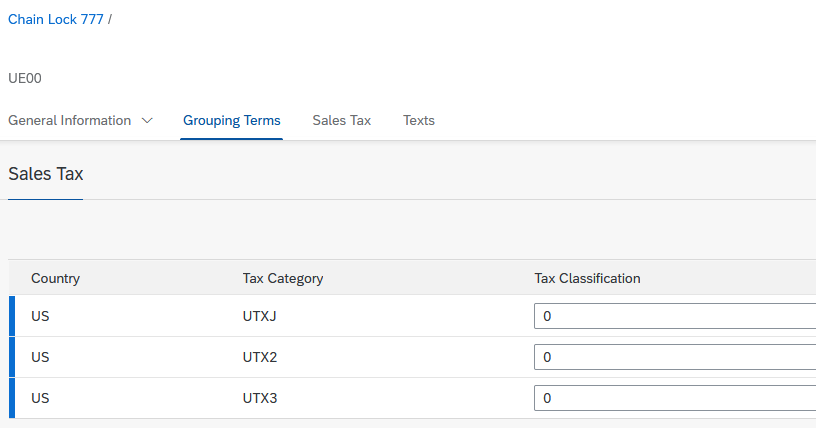 Chain Lock 777 /
UE00
General Information Grouping Terms Sales Tax Texts
Sales Tax
Country Tax Category Tax Classification
US UTXJ 0
US UTX2 0
US UTX3 0